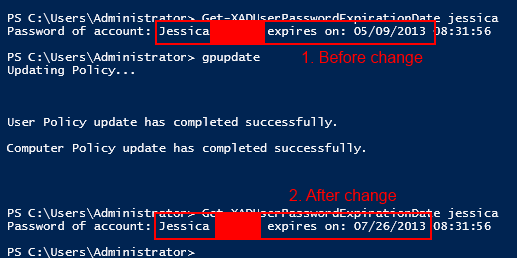 PS C:\Users\Administrator> Get-XADUserPasswordExpirationDate jessica
Password of account: Jessica expires on: 05/09/2013 08:31:56
PS C:\Users\Administrator> gpupdate
1. Before change
Updating Policy...
User Policy update has completed successfully.
Computer Policy update has completed successfully.
2. After change
PS C:\Users\Administrator> Get-XADUserPasswordExpirationDate jessica
Password of account: Jessica expires on: 07/26/2013 08:31:56
PS C:\Users\Administrator>